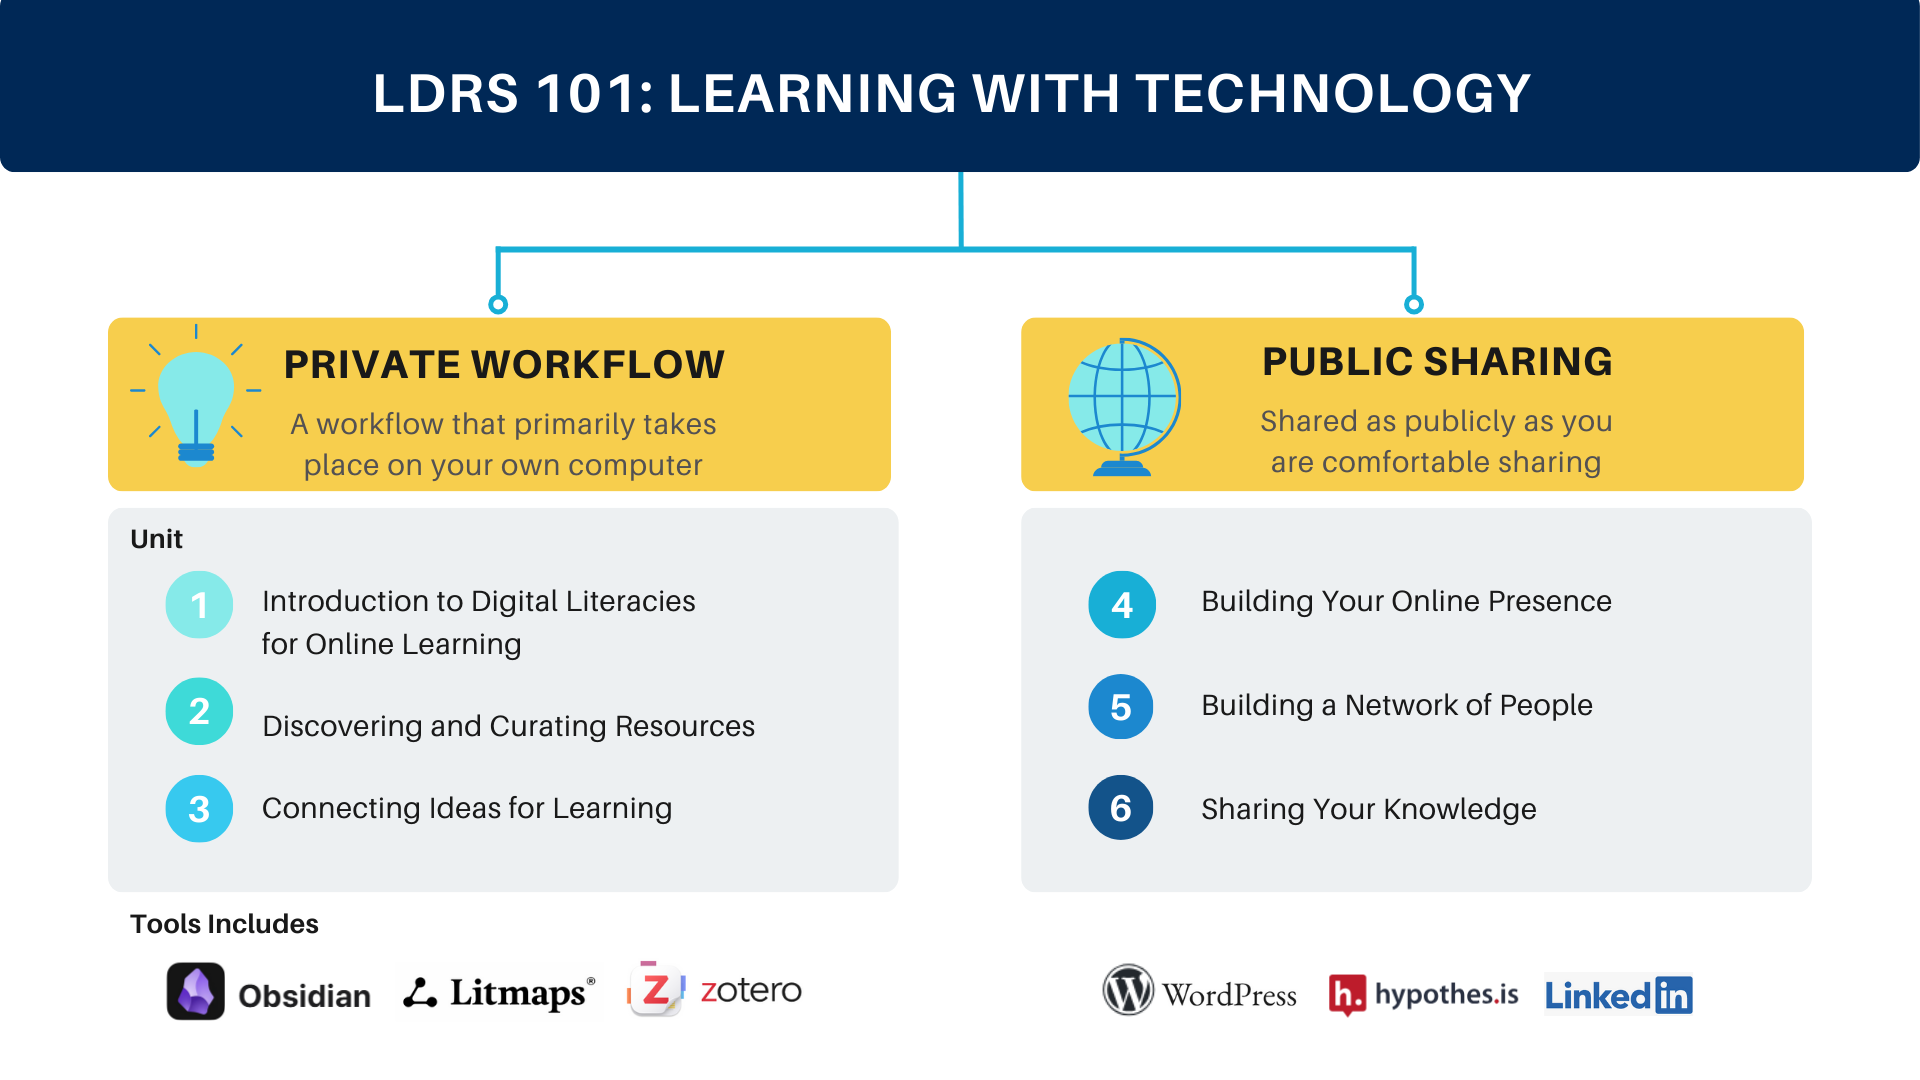 LDRS 101: LEARNING WITH TECHNOLOGY
PRIVATE WORKFLOW
A workflow that primarily takes
place on your own computer
Unit
1 Introduction to Digital Literacies
for Online Learning
2 Discovering and Curating Resources
3 Connecting Ideas for Learning
Tools Includes
Obsidian Litmaps® Z zotero
PUBLIC SHARING
Shared as publicly as you
are comfortable sharing
4 Building Your Online Presence
5 Building a Network of People
6 Sharing Your Knowledge
W WordPress h. hypothes.is Linked in